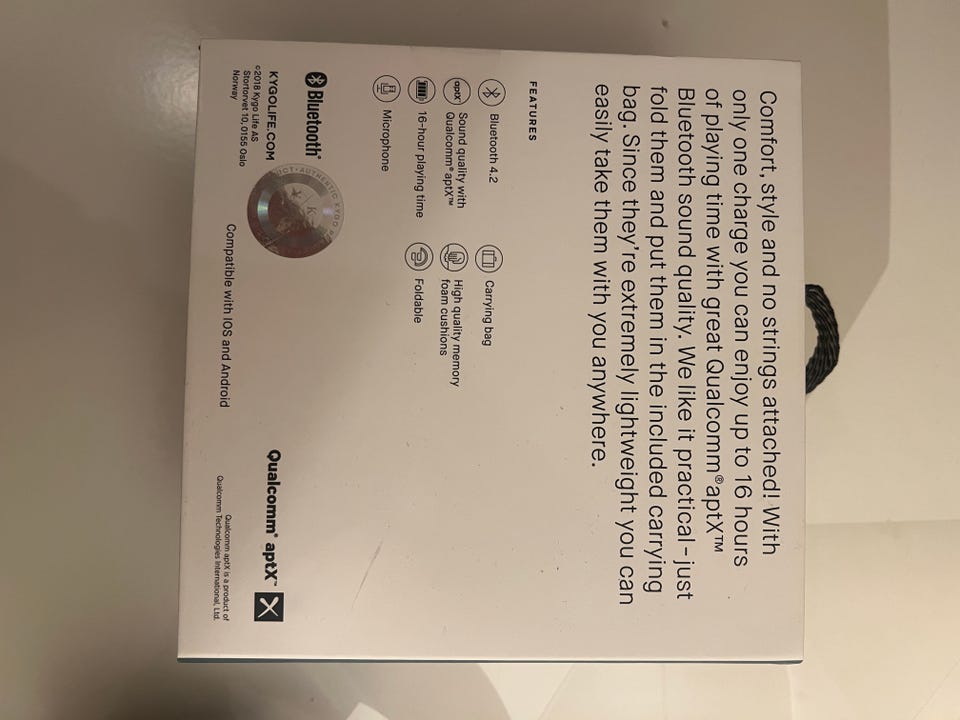 Comfort, style and no strings attached! With
only one charge you can enjoy up to 16 hours
of playing time with great Qualcomm® aptX™
Bluetooth sound quality. We like it practical – just
fold them and put them in the included carrying
bag. Since they're extremely lightweight you can
easily take them with you anywhere.
FEATURES
Bluetooth 4.2
aptX
Sound quality with
Qualcomm® aptX™
16-hour playing time
Microphone
Carrying bag
High quality memory
foam cushions
Foldable
Bluetooth®
KYGOLIFE.COM
©2018 Kygo Life AS
Stortorvet 10, 0155 Oslo
Norway
AUTHENTIC KYGO
K
Compatible with IOS and Android
Qualcomm® aptX™
Qualcomm aptX is a product of
Qualcomm Technologies International, Ltd.